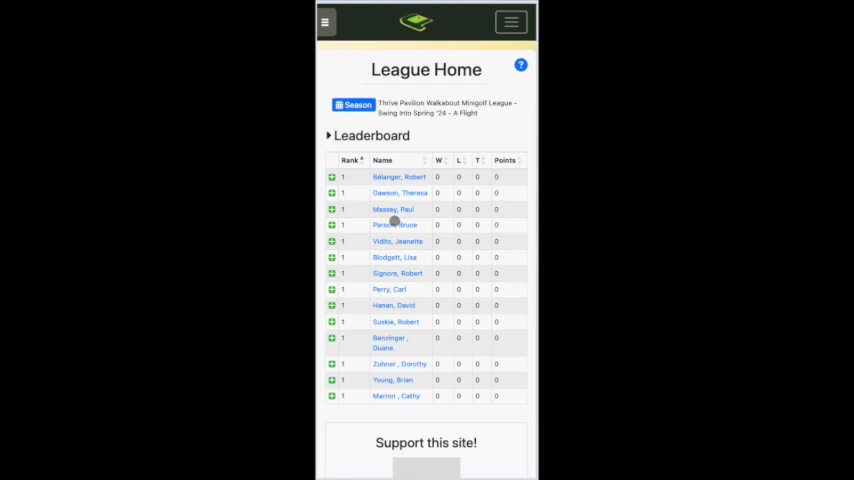 League Home
?
Season
Thrive Pavilion Walkabout Minigolf League -
Swing Into Spring '24 - A Flight
Leaderboard
Rank Name W L T Points
1 Bélanger, Robert 0 0 0 0
1 Dawson, Theresa 0 0 0 0
1 Massey, Paul 0 0 0 0
1 Bruce 0 0 0 0
1 Vidito, Jeanette 0 0 0 0
1 Blodgett, Lisa 0 0 0 0
1 Signore, Robert 0 0 0 0
1 Perry, Carl 0 0 0 0
1 Hanan, David 0 0 0 0
1 Suskie, Robert 0 0 0 0
1 Benzinger , 0 0 0 0
Duane
1 Zohner , Dorothy 0 0 0 0
1 Young, Brian 0 0 0 0
1 Marron , Cathy 0 0 0 0
Support this site!